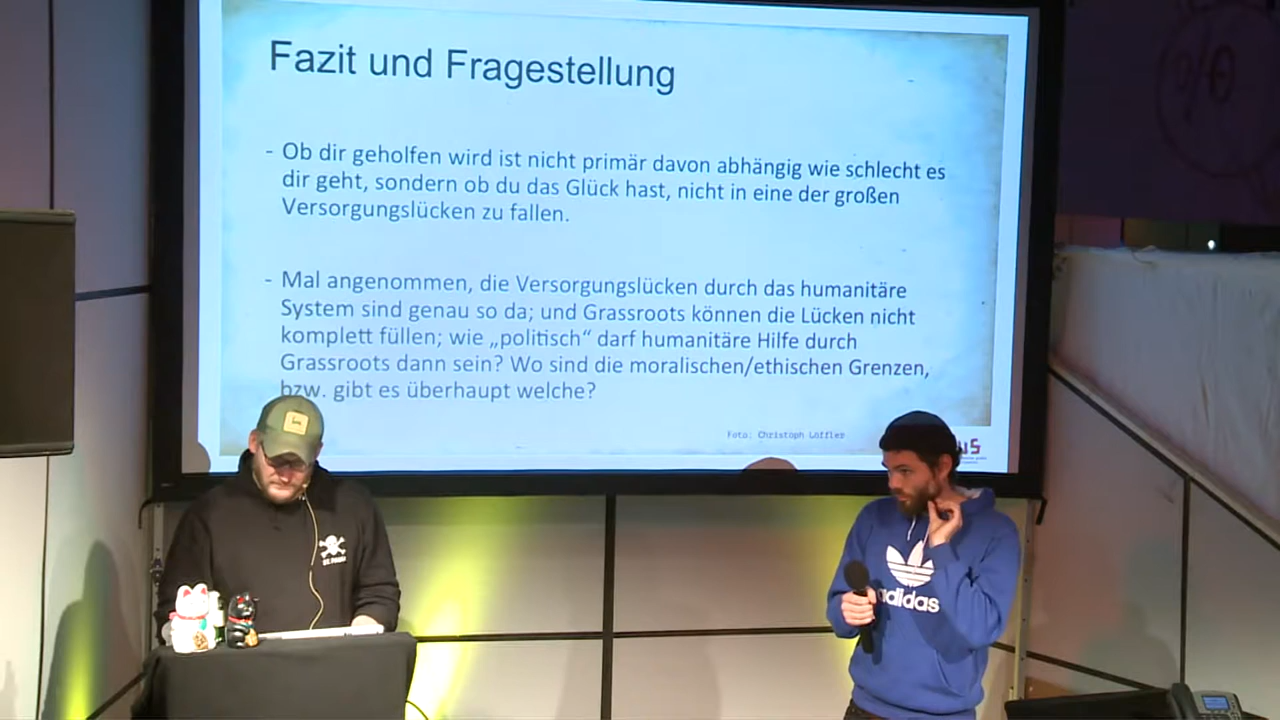 Fazit und Fragestellung
- Ob dir geholfen wird ist nicht primär davon abhängig wie schlecht es
dir geht, sondern ob du das Glück hast, nicht in eine der großen
Versorgungslücken zu fallen.
- Mal angenommen, die Versorgungslücken durch das humanitäre
System sind genau so da; und Grassroots können die Lücken nicht
komplett füllen; wie „politisch“ darf humanitäre Hilfe durch
Grassroots dann sein? Wo sind die moralischen/ethischen Grenzen,
bzw. gibt es überhaupt welche?
Foto: Christoph Löffler
ST. PAULI
adidas